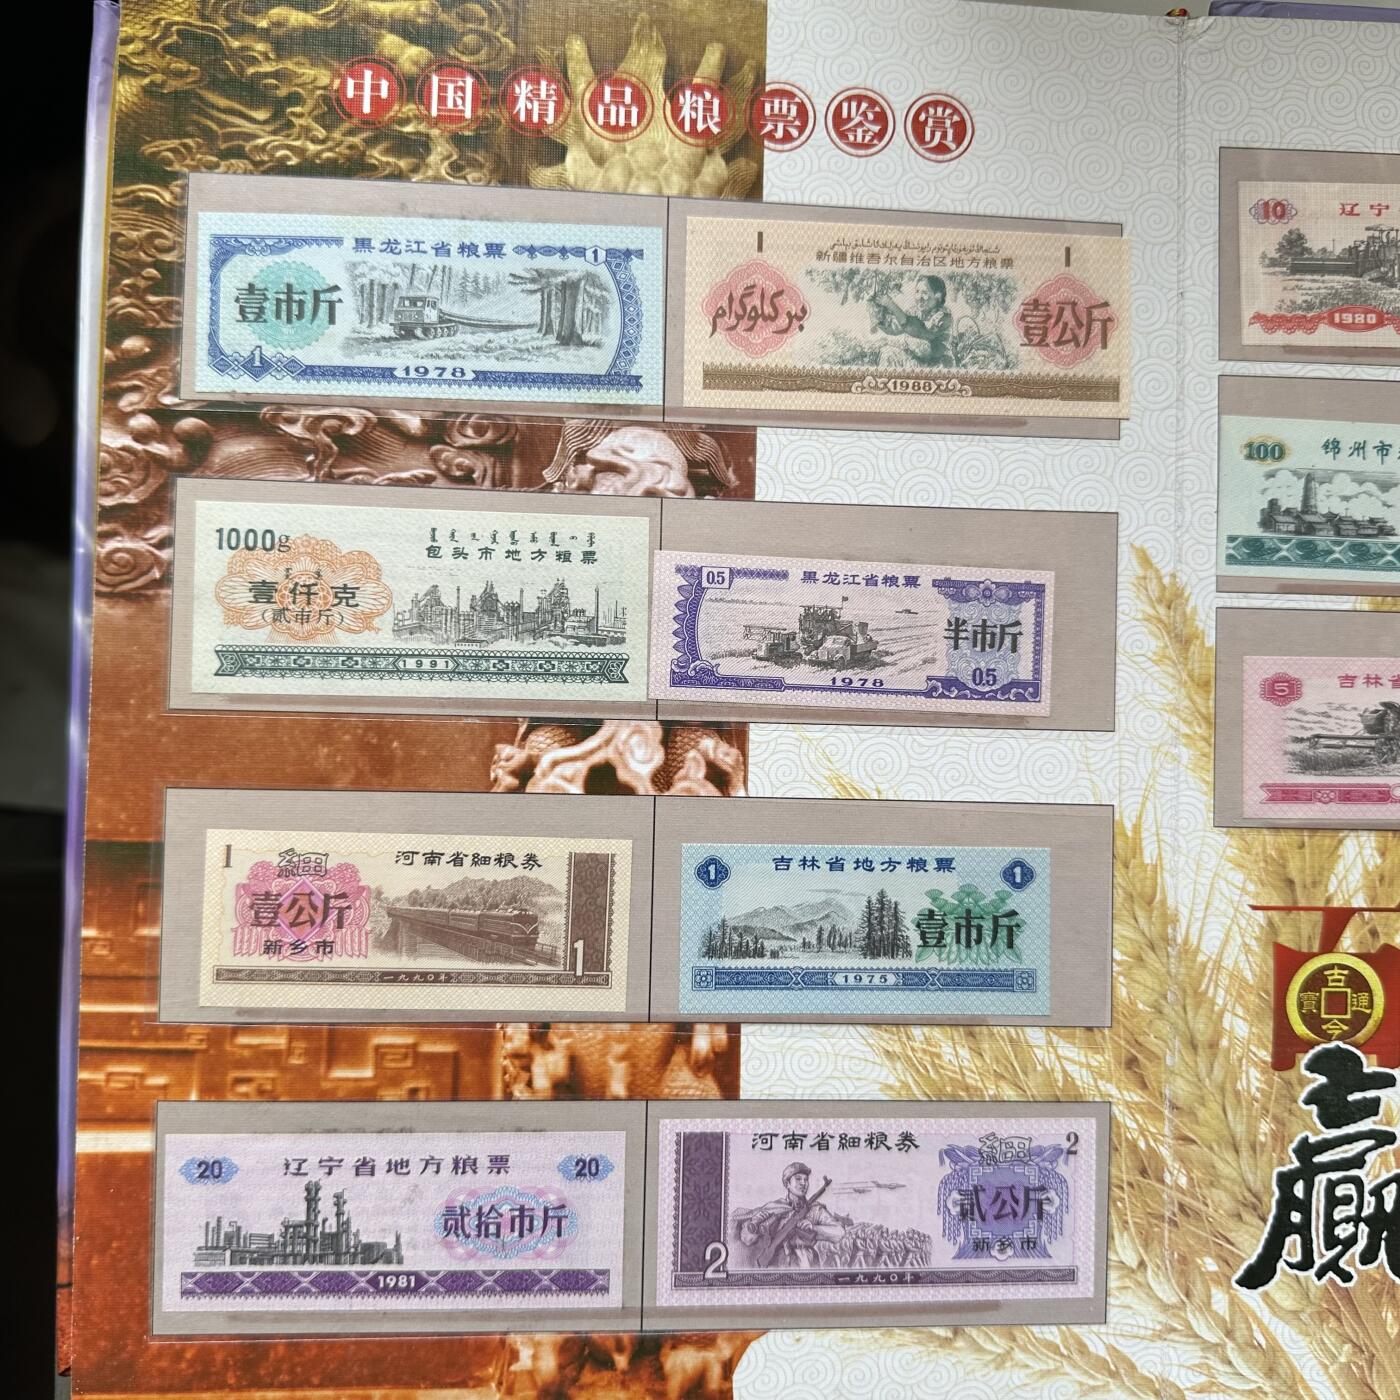 中国精品粮票鉴赏
黑龙江省粮票
1
壹市斤
1
1978
1
1
新疆维吾尔自治区地方粮票
بىر كىلوگرام
壹公斤
1988
1000g
包头市地方粮票
壹仟克
(贰市斤)
1991
0.5
黑龙江省粮票
半市斤
1978
0.5
1
細
河南省細粮券
壹公斤
新乡市
一九九〇年
1
1
吉林省地方粮票
1
壹市斤
1975
20
辽宁省地方粮票
20
贰拾市斤
1981
河南省細粮券
細
2
贰公斤
新乡市
2
一九九〇年
10
辽宁
1980
100
锦州市
5
吉林省
古今通寳
赢